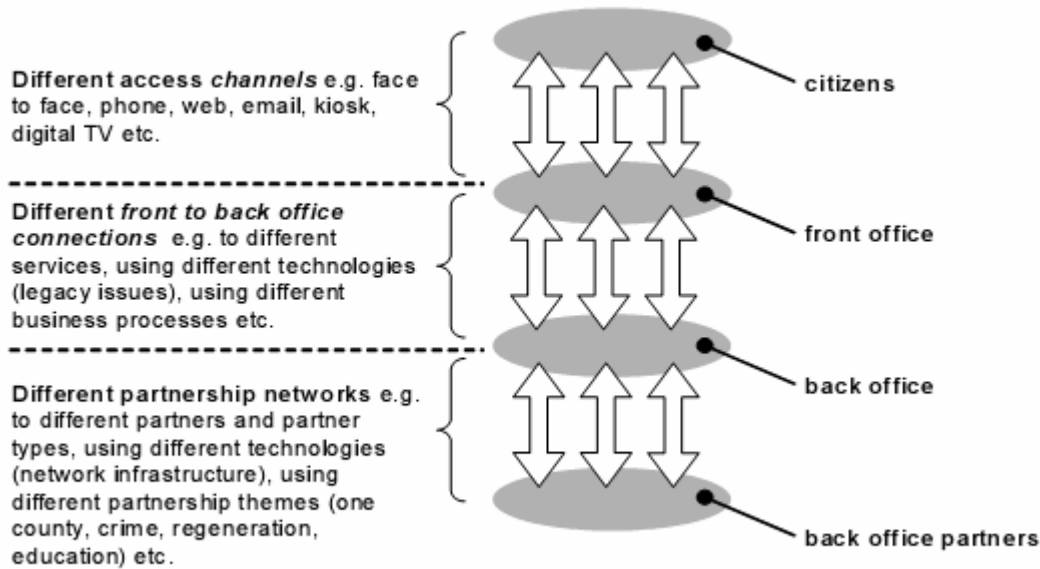 Different access channels e.g. face
to face, phone, web, email, kiosk,
digital TV etc.
citizens
Different front to back office
connections e.g. to different
services, using different technologies
(legacy issues), using different
business processes etc.
front office
Different partnership networks e.g.
to different partners and partner
types, using different technologies
(network infrastructure), using
different partnership themes (one
county, crime, regeneration,
education) etc.
back office
back office partners